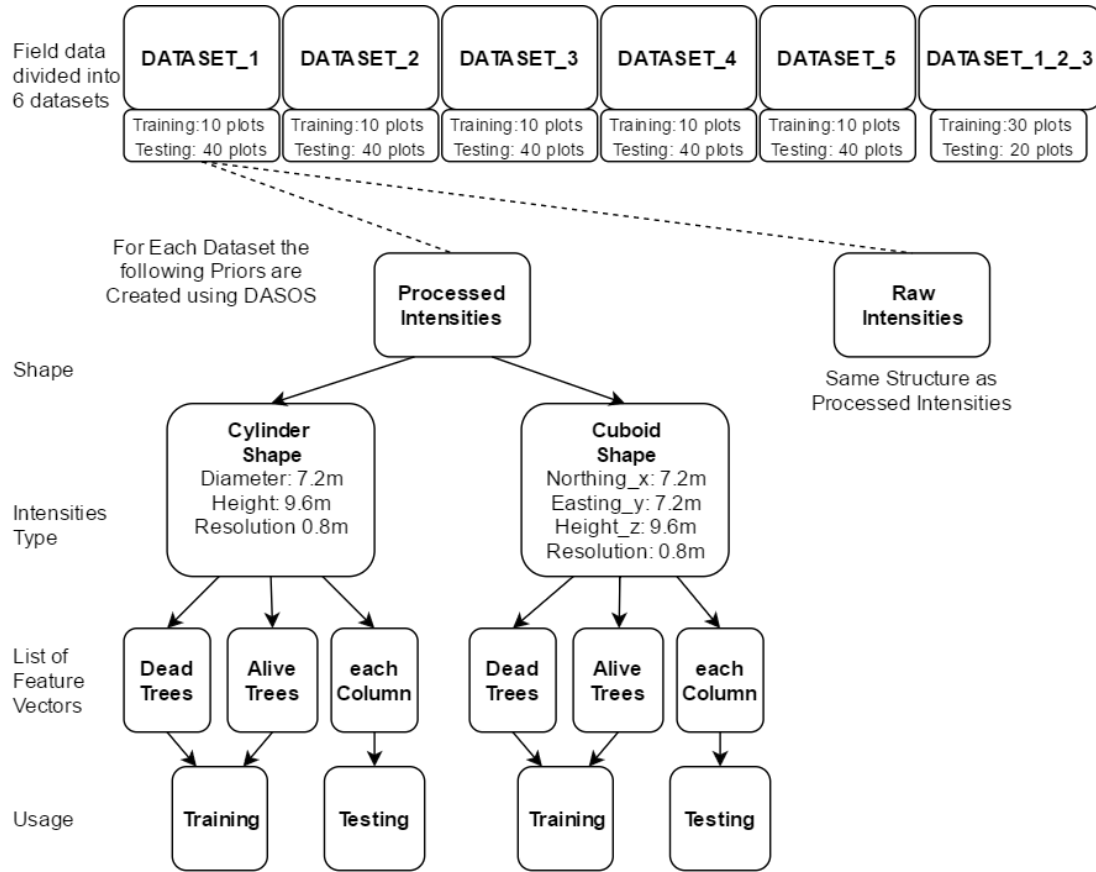 Field data
divided into
6 datasets
DATASET_1
DATASET_2
DATASET_3
DATASET_4
DATASET_5
DATASET_1_2_3
Training:10 plots
Testing: 40 plots
Training:10 plots
Testing: 40 plots
Training:10 plots
Testing: 40 plots
Training:10 plots
Testing: 40 plots
Training:10 plots
Testing: 40 plots
Training:30 plots
Testing: 20 plots
For Each Dataset the
following Priors are
Created using DASOS
Processed
Intensities
Raw
Intensities
Same Structure as
Processed Intensities
Shape
Cylinder
Shape
Diameter: 7.2m
Height: 9.6m
Resolution 0.8m
Cuboid
Shape
Northing_x: 7.2m
Easting_y: 7.2m
Height_z: 9.6m
Resolution: 0.8m
Intensities
Type
List of
Feature
Vectors
Dead
Trees
Alive
Trees
each
Column
Dead
Trees
Alive
Trees
each
Column
Usage
Training
Testing
Training
Testing